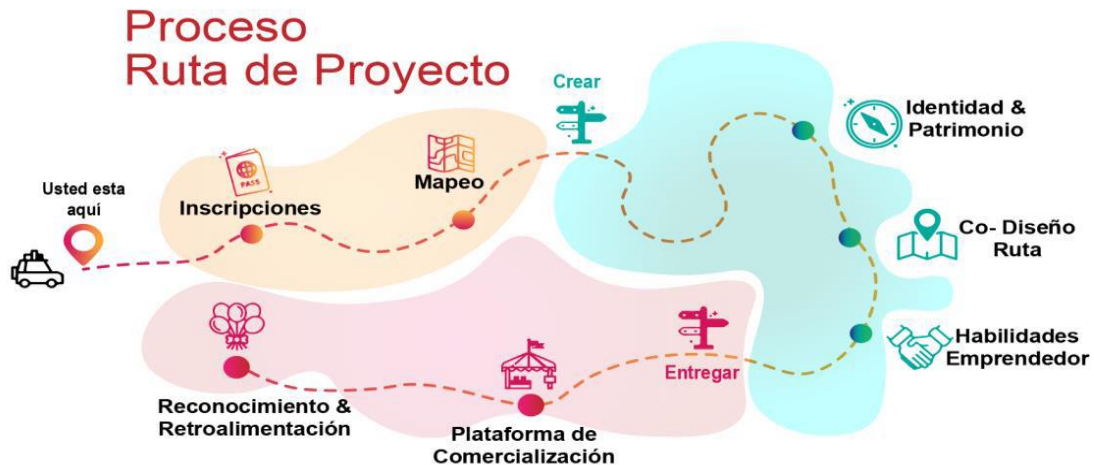 Proceso
Ruta de Proyecto
Usted esta
aquí
PASS
Inscripciones
Mapeo
Crear
Identidad &
Patrimonio
Co- Diseño
Ruta
Habilidades
Emprendedor
Entregar
Plataforma de
Comercialización
Reconocimiento &
Retroalimentación